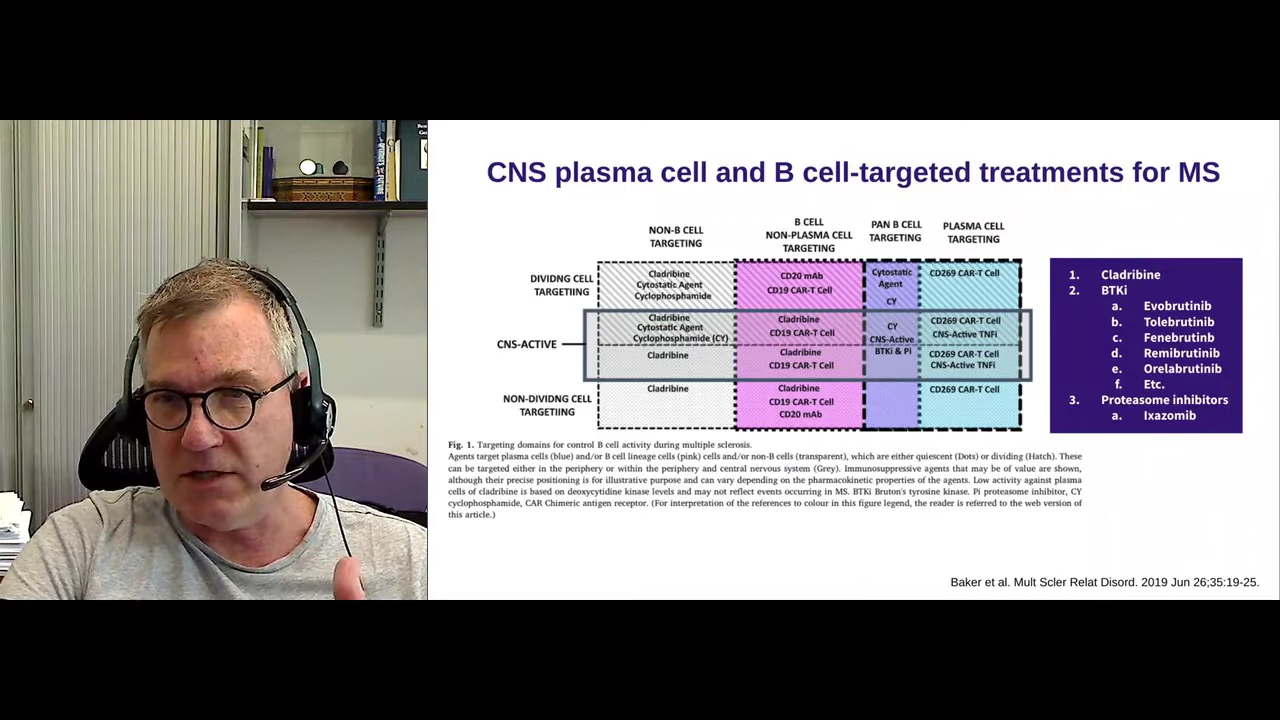 CNS plasma cell and B cell-targeted treatments for MS
NON-B CELL
TARGETING
B CELL
NON-PLASMA CELL
TARGETING
PAN B CELL
TARGETING
PLASMA CELL
TARGETING
DIVIDNG CELL
TARGETIING
Cladribine
Cytostatic Agent
Cyclophosphamide
CD20 mAb
CD19 CAR-T Cell
Cytostatic
Agent
CY
CD269 CAR-T Cell
CNS-ACTIVE
Cladribine
Cytostatic Agent
Cyclophosphamide (CY)
Cladribine
Cladribine
CD19 CAR-T Cell
Cladribine
CD19 CAR-T Cell
CY
CNS-Active
BTKi & Pi
CD269 CAR-T Cell
CNS-Active TNFi
CD269 CAR-T Cell
CNS-Active TNFi
NON-DIVIDNG CELL
TARGETIING
Cladribine
Cladribine
CD19 CAR-T Cell
CD20 mAb
CD269 CAR-T Cell
1. Cladribine
2. BTKi
a. Evobrutinib
b. Tolebrutinib
c. Fenebrutinib
d. Remibrutinib
e. Orelabrutinib
f. Etc.
3. Proteasome inhibitors
a. Ixazomib
Fig. 1. Targeting domains for control B cell activity during multiple sclerosis.
Agents target plasma cells (blue) and/or B cell lineage cells (pink) cells and/or non-B cells (transparent), which are either quiescent (Dots) or dividing (Hatch). These
can be targeted either in the periphery or within the periphery and central nervous system (Grey). Immunosuppressive agents that may be of value are shown,
although their precise positioning is for illustrative purpose and can vary depending on the pharmacokinetic properties of the agents. Low activity against plasma
cells of cladribine is based on deoxycytidine kinase levels and may not reflect events occurring in MS. BTKi Bruton's tyrosine kinase. Pi proteasome inhibitor, CY
cyclophosphamide, CAR Chimeric antigen receptor. (For interpretation of the references to colour in this figure legend, the reader is referred to the web version of
this article.)
Baker et al. Mult Scler Relat Disord. 2019 Jun 26;35:19-25.